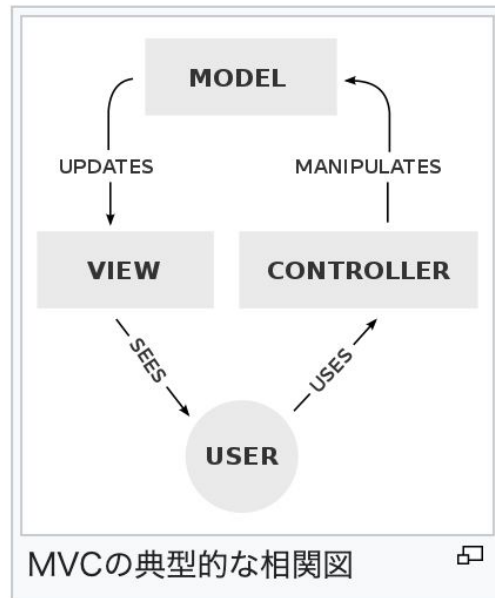 MODEL
UPDATES
MANIPULATES
VIEW
CONTROLLER
SEES
USES
USER
MVCの典型的な相関図